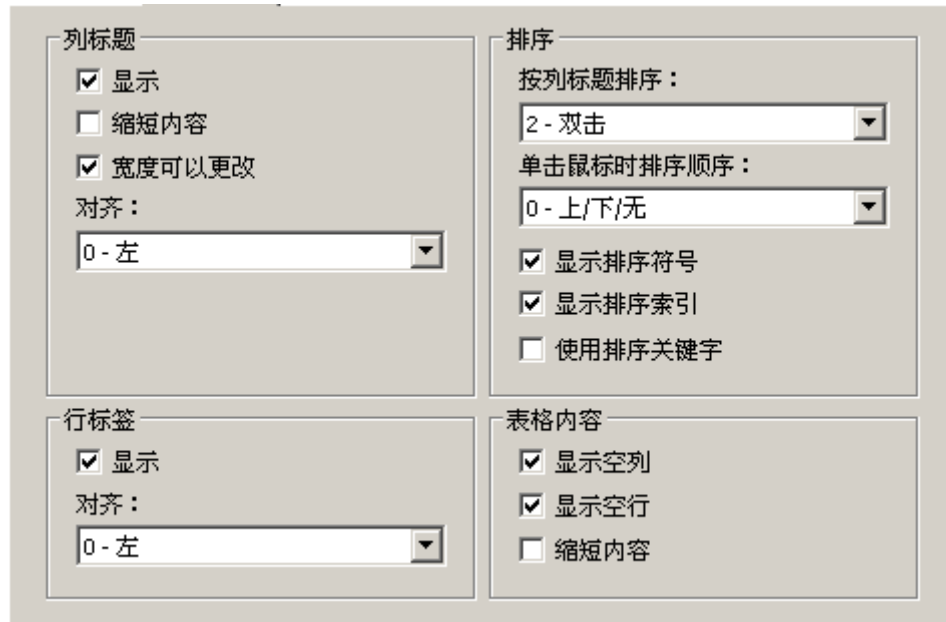 列标题
显示
缩短内容
宽度可以更改
对齐：
0 - 左
排序
按列标题排序：
2 - 双击
单击鼠标时排序顺序：
0 - 上/下/无
显示排序符号
显示排序索引
使用排序关键字
行标签
显示
对齐：
0 - 左
表格内容
显示空列
显示空行
缩短内容